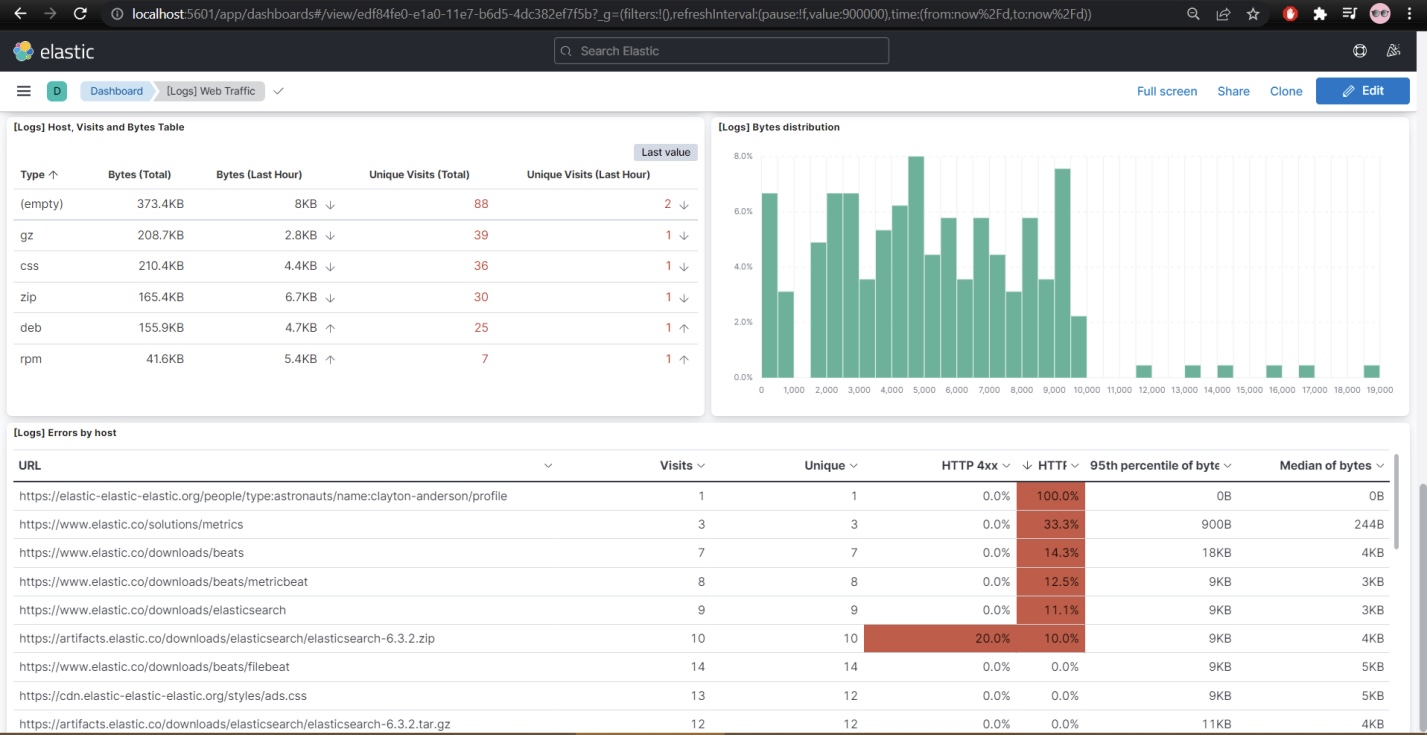 localhost:5601/app/dashboards#/view/edf84fe0-e1a0-11e7-b6d5-4dc382ef7f5b?_g=(filters:!(),refreshInterval:(pause:!f,value:900000),time:(from:now%2Fd,to:now%2Fd))
elastic
Search Elastic
D Dashboard [Logs] Web Traffic Full screen Share Clone Edit
[Logs] Host, Visits and Bytes Table
Last value
Type Bytes (Total) Bytes (Last Hour) Unique Visits (Total) Unique Visits (Last Hour)
(empty) 373.4KB 8KB ↓ 88 2 ↓
gz 208.7KB 2.8KB ↓ 39 1 ↓
css 210.4KB 4.4KB ↓ 36 1 ↓
zip 165.4KB 6.7KB ↓ 30 1 ↓
deb 155.9KB 4.7KB ↑ 25 1 ↑
rpm 41.6KB 5.4KB ↑ 7 1 ↑
[Logs] Bytes distribution
8.0%
6.0%
4.0%
2.0%
0.0%
0 1,000 2,000 3,000 4,000 5,000 6,000 7,000 8,000 9,000 10,000 11,000 12,000 13,000 14,000 15,000 16,000 17,000 18,000 19,000
[Logs] Errors by host
URL Visits Unique HTTP 4xx ↓ HTTF 95th percentile of byte Median of bytes
https://elastic-elastic-elastic.org/people/type:astronauts/name:clayton-anderson/profile 1 1 0.0% 100.0% 0B 0B
https://www.elastic.co/solutions/metrics 3 3 0.0% 33.3% 900B 244B
https://www.elastic.co/downloads/beats 7 7 0.0% 14.3% 18KB 4KB
https://www.elastic.co/downloads/beats/metricbeat 8 8 0.0% 12.5% 9KB 3KB
https://www.elastic.co/downloads/elasticsearch 9 9 0.0% 11.1% 9KB 3KB
https://artifacts.elastic.co/downloads/elasticsearch/elasticsearch-6.3.2.zip 10 10 20.0% 10.0% 9KB 4KB
https://www.elastic.co/downloads/beats/filebeat 14 14 0.0% 0.0% 9KB 5KB
https://cdn.elastic-elastic-elastic.org/styles/ads.css 13 12 0.0% 0.0% 9KB 5KB
https://artifacts.elastic.co/downloads/elasticsearch/elasticsearch-6.3.2.tar.gz 12 12 0.0% 0.0% 11KB 4KB